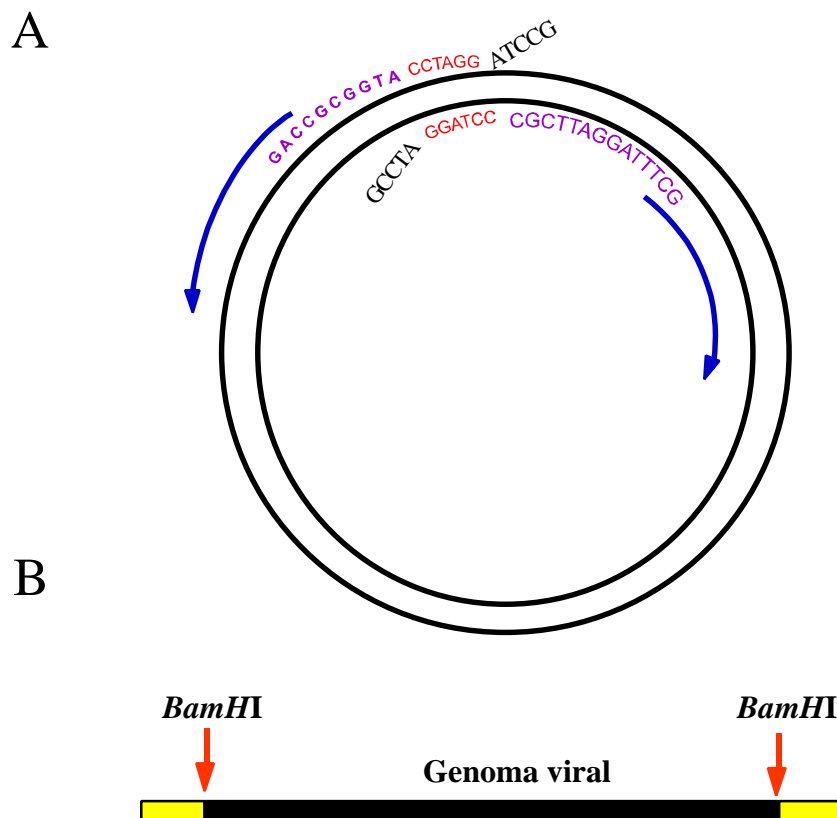 A
GACCGCGGTA CCTAGG ATCCG
GCCTA GGATCC CGCTTAGGATTTCG
B
BamHI BamHI
Genoma viral